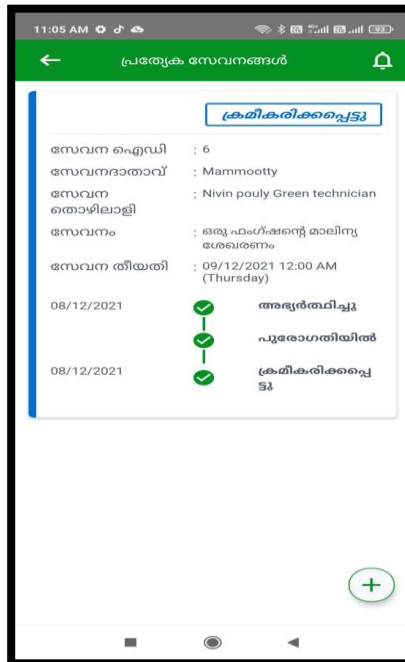 11:05 AM
93
പ്രത്യേക സേവനങ്ങൾ
ക്രമീകരിക്കപ്പെട്ടു
സേവന ഐഡി : 6
സേവനദാതാവ് : Mammootty
സേവന തൊഴിലാളി : Nivin pouly Green technician
സേവനം : ഒരു ഫംഗ്ഷന്റെ മാലിന്യ ശേഖരണം
സേവന തീയതി : 09/12/2021 12:00 AM
(Thursday)
08/12/2021 അഭ്യർത്ഥിച്ചു
പുരോഗതിയിൽ
08/12/2021 ക്രമീകരിക്കപ്പെ
ട്ടു